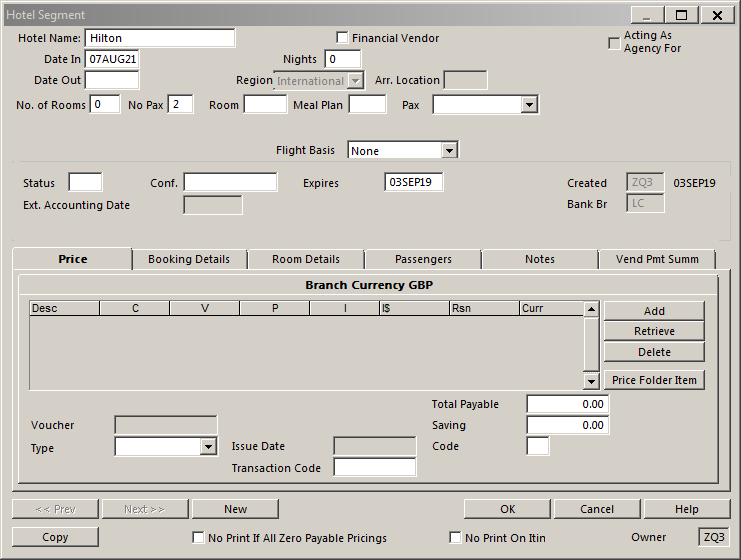 Hotel Segment
Hotel Name: Hilton Financial Vendor Acting As
Agency For
Date In 07AUG21 Nights 0
Date Out Region International Arr. Location
No. of Rooms 0 No Pax 2 Room Meal Plan Pax
Flight Basis None
Status Conf. Expires 03SEP19 Created ZQ3 03SEP19
Ext. Accounting Date Bank Br LC
Price Booking Details Room Details Passengers Notes Vend Pmt Summ
Branch Currency GBP
Desc C V P I I$ Rsn Curr
Add
Retrieve
Delete
Price Folder Item
Total Payable 0.00
Voucher Saving 0.00
Type Issue Date Code
Transaction Code
<< Prev Next >> New OK Cancel Help
Copy No Print If All Zero Payable Pricings No Print On Itin Owner ZQ3